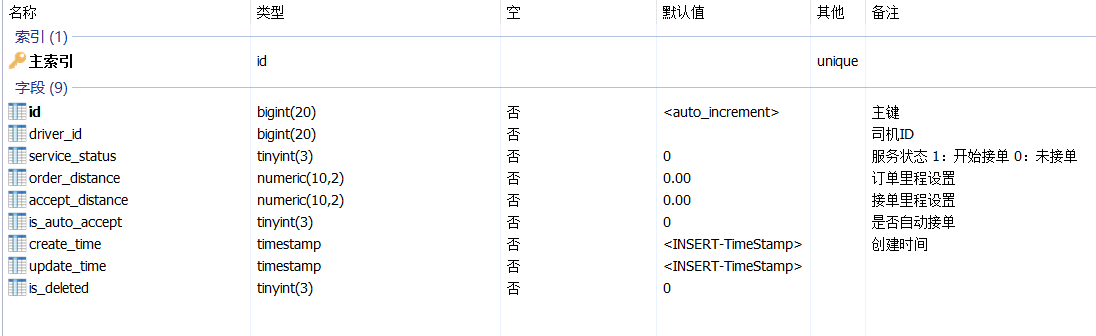 名称 类型 空 默认值 其他 备注
索引 (1)
主索引 id unique
字段 (9)
id bigint(20) 否 <auto_increment> 主键
driver_id bigint(20) 否 司机ID
service_status tinyint(3) 否 0 服务状态 1：开始接单 0：未接单
order_distance numeric(10,2) 否 0.00 订单里程设置
accept_distance numeric(10,2) 否 0.00 接单里程设置
is_auto_accept tinyint(3) 否 0 是否自动接单
create_time timestamp 否 <INSERT-TimeStamp> 创建时间
update_time timestamp 否 <INSERT-TimeStamp>
is_deleted tinyint(3) 否 0